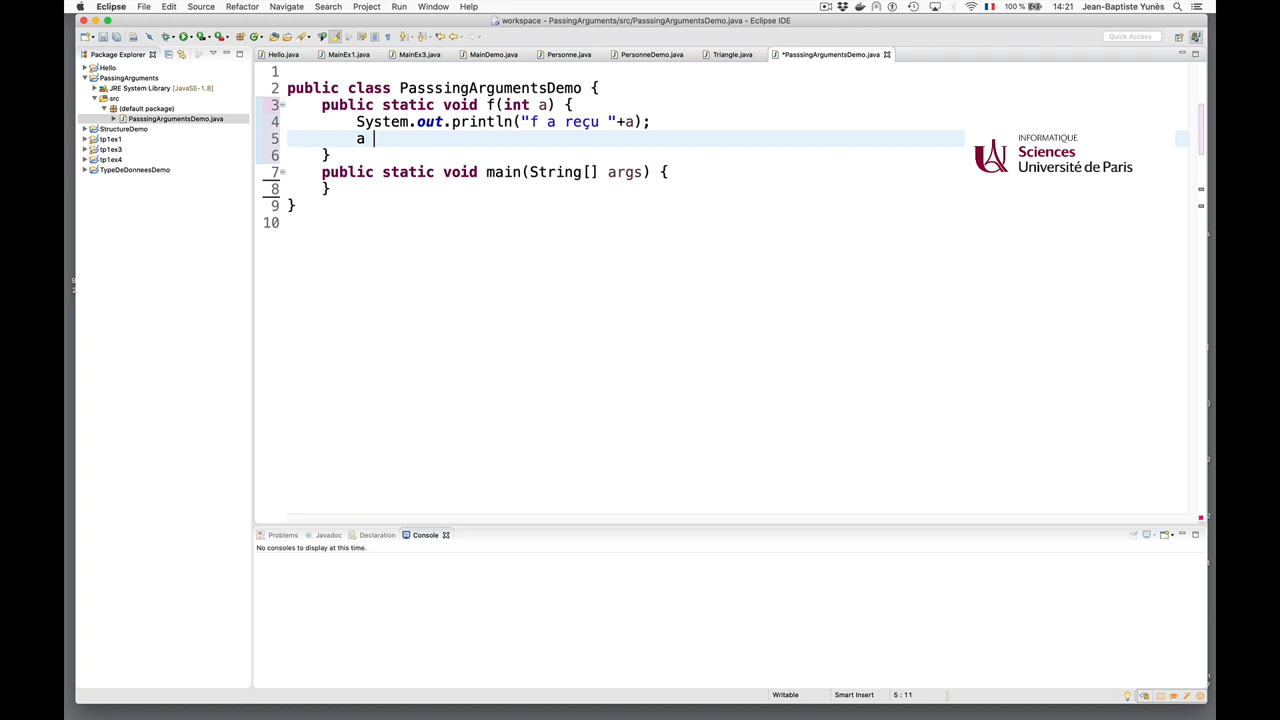 Eclipse File Edit Source Refactor Navigate Search Project Run Window Help 100 % 14:21 Jean-Baptiste Yunès
workspace - PassingArguments/src/PasssingArgumentsDemo.java - Eclipse IDE
Quick Access
Package Explorer
Hello.java MainEx1.java MainEx3.java MainDemo.java Personne.java PersonneDemo.java Triangle.java *PasssingArgumentsDemo.java
Hello
PassingArguments
JRE System Library [JavaSE-1.8]
src
(default package)
PasssingArgumentsDemo.java
StructureDemo
tp1ex1
tp1ex3
tp1ex4
TypeDeDonneesDemo
1
2 public class PasssingArgumentsDemo {
3 public static void f(int a) {
4 System.out.println("f a reçu "+a);
5 a
6 }
7 public static void main(String[] args) {
8 }
9 }
10
INFORMATIQUE
Sciences
Université de Paris
Problems Javadoc Declaration Console
No consoles to display at this time.
Writable Smart Insert 5 : 11